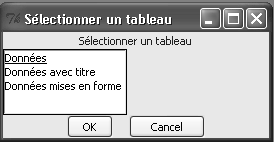 Sélectionner un tableau
Sélectionner un tableau
Données
Données avec titre
Données mises en forme
OK Cancel